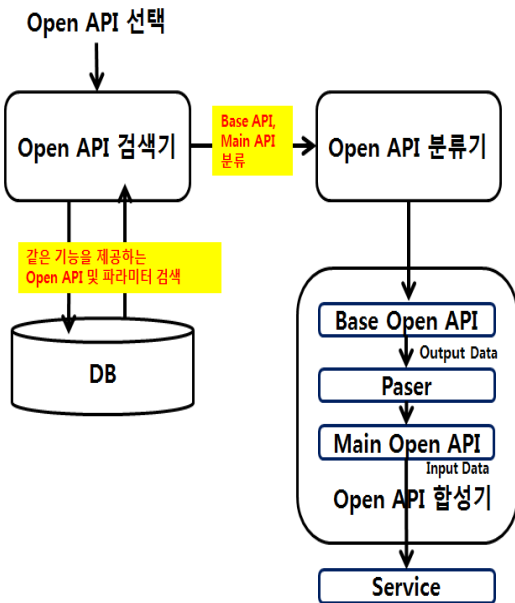 Open API 선택
Open API 검색기
Base API,
Main API
분류
Open API 분류기
같은 기능을 제공하는
Open API 및 파라미터 검색
DB
Base Open API
Output Data
Paser
Main Open API
Input Data
Open API 합성기
Service